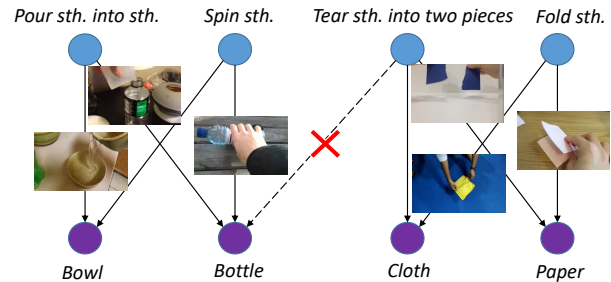 Pour sth. into sth.
Spin sth.
Tear sth. into two pieces
Fold sth.
Bowl
Bottle
Cloth
Paper